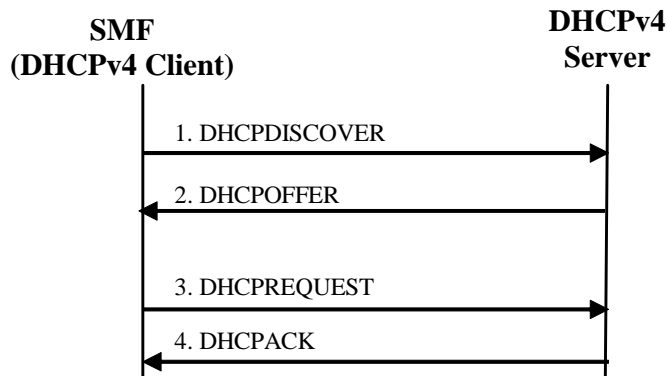 SMF
(DHCPv4 Client)
DHCPv4
Server
1. DHCPDISCOVER
2. DHCPOFFER
3. DHCPREQUEST
4. DHCPACK